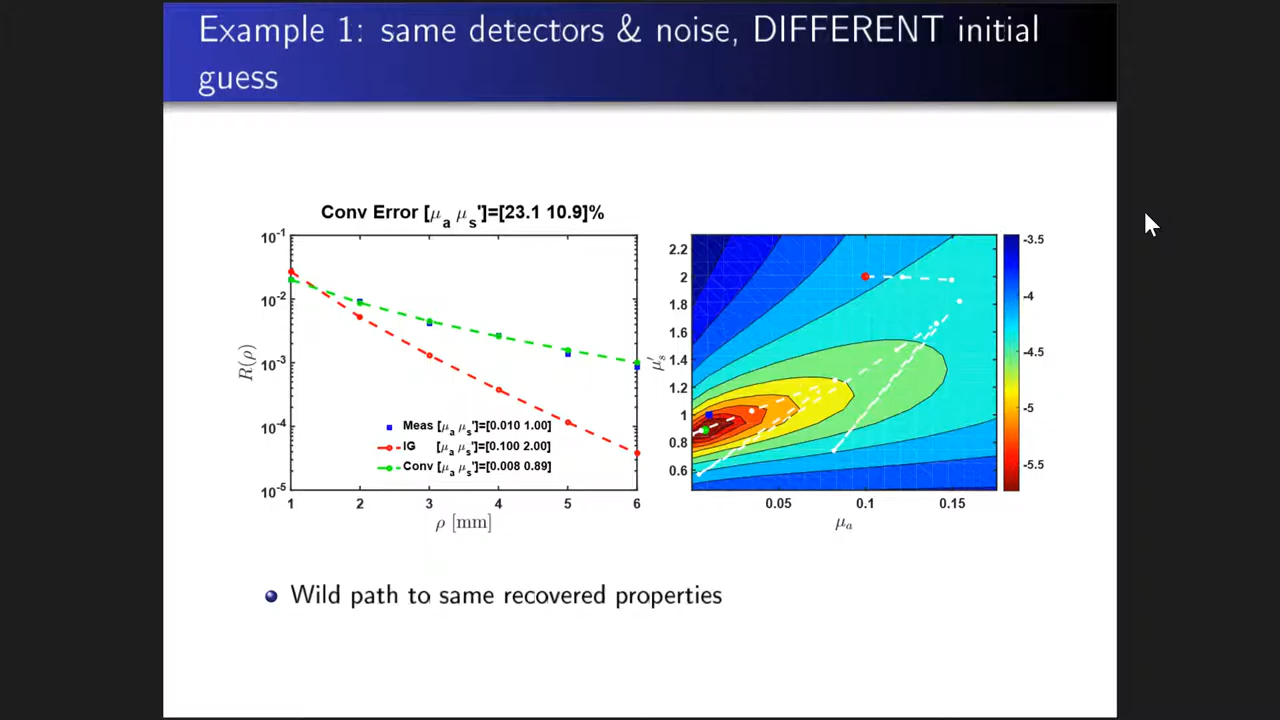 Example 1: same detectors & noise, DIFFERENT initial
guess
Conv Error [μa μs']=[23.1 10.9]%
10^-1
10^-2
10^-3
10^-4
10^-5
R(ρ)
Meas [μa μs']=[0.010 1.00]
IG [μa μs']=[0.100 2.00]
Conv [μa μs']=[0.008 0.89]
1 2 3 4 5 6
ρ [mm]
2.2
2
1.8
1.6
1.4
1.2
1
0.8
0.6
μs'
0.05 0.1 0.15
μa
-3.5
-4
-4.5
-5
-5.5
Wild path to same recovered properties